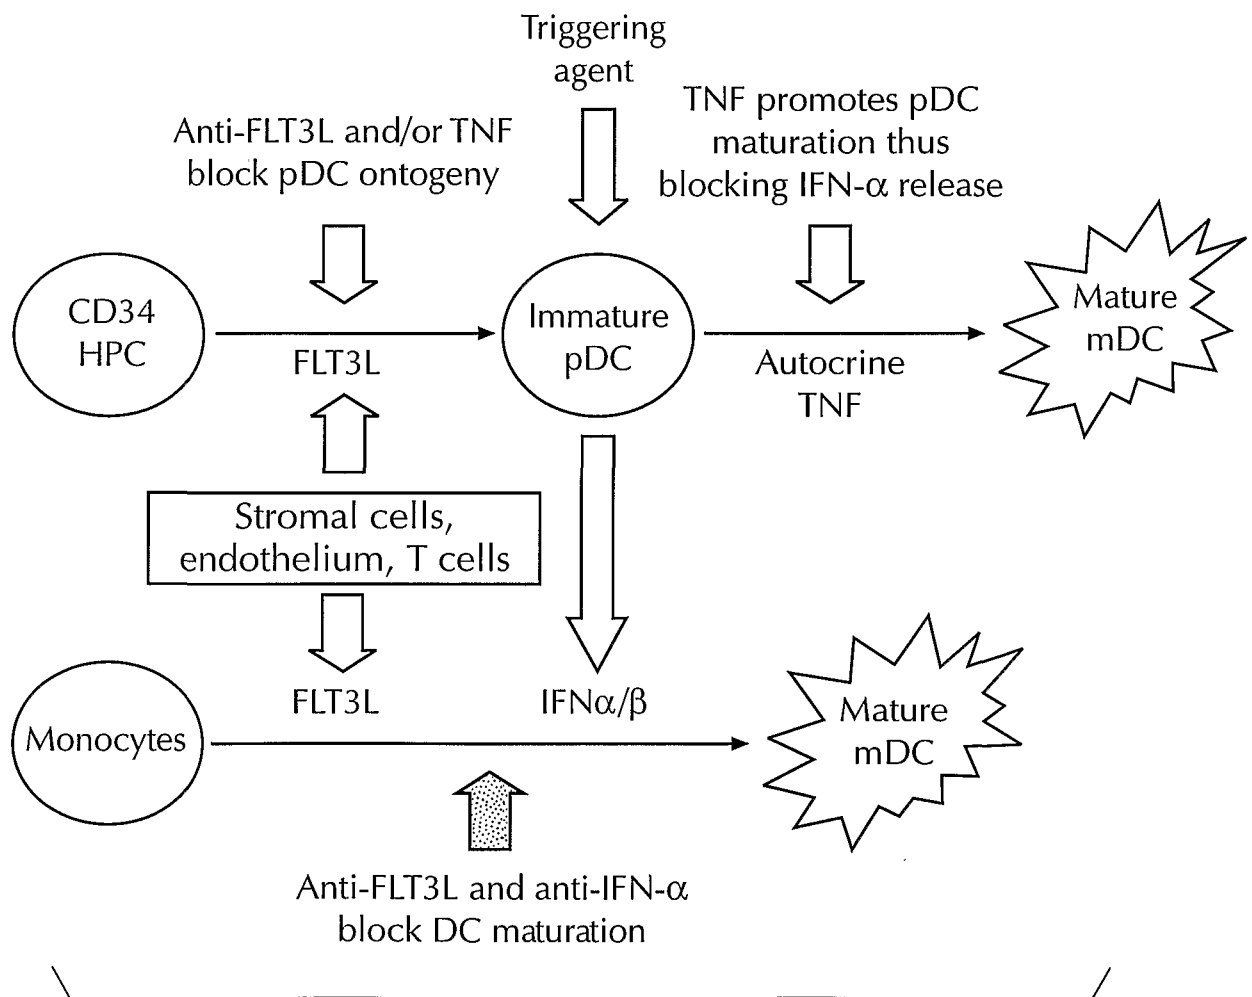 Triggering
agent
TNF promotes pDC
maturation thus
blocking IFN-α release
Anti-FLT3L and/or TNF
block pDC ontogeny
CD34
HPC
FLT3L
Immature
pDC
Autocrine
TNF
Mature
mDC
Stromal cells,
endothelium, T cells
Monocytes
FLT3L
IFNα/β
Mature
mDC
Anti-FLT3L and anti-IFN-α
block DC maturation